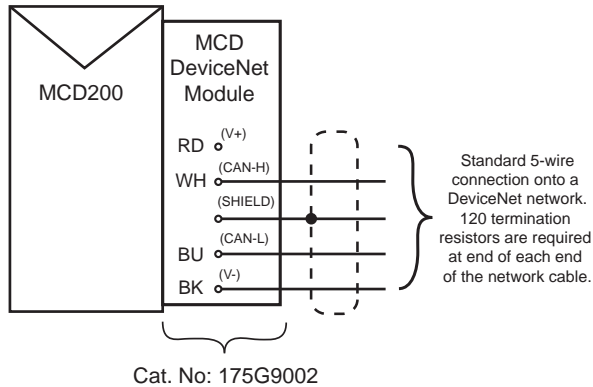 MCD200
MCD
DeviceNet
Module
RD (V+)
WH (CAN-H)
(SHIELD)
BU (CAN-L)
BK (V-)
Standard 5-wire
connection onto a
DeviceNet network.
120 termination
resistors are required
at end of each end
of the network cable.
Cat. No: 175G9002